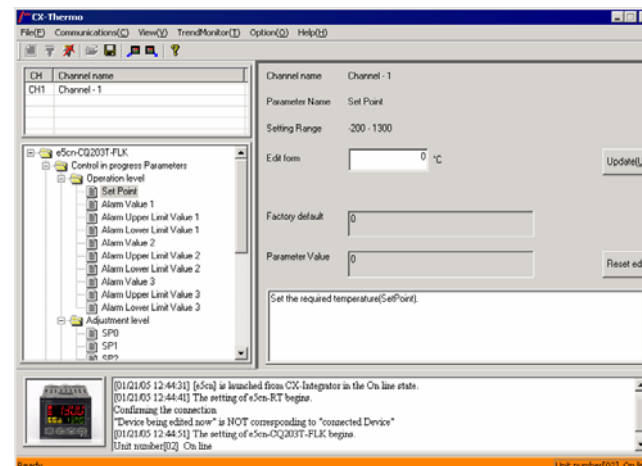 CX-Thermo
File(F) Communications(C) View(V) TrendMonitor(T) Option(O) Help(H)
CH Channel name
CH1 Channel - 1
e5cn-CQ203T-FLK
Control in progress Parameters
Operation level
Set Point
Alarm Value 1
Alarm Upper Limit Value 1
Alarm Lower Limit Value 1
Alarm Value 2
Alarm Upper Limit Value 2
Alarm Lower Limit Value 2
Alarm Value 3
Alarm Upper Limit Value 3
Alarm Lower Limit Value 3
Adjustment level
SP0
SP1
SP2
Channel name Channel - 1
Parameter Name Set Point
Setting Range -200 - 1300
Edit form 0 °C
Update(U
Factory default 0
Parameter Value 0
Reset ed
Set the required temperature(SetPoint).
[01/21/05 12:44:31] [e5cn] is launched from CX-Integrator in the On line state.
[01/21/05 12:44:41] The setting of e5cn-RT begins.
Confirming the connection
"Device being edited now" is NOT corresponding to "connected Device"
[01/21/05 12:44:51] The setting of e5cn-CQ203T-FLK begins.
Unit number[02] On line
Ready
Unit number[02] On li